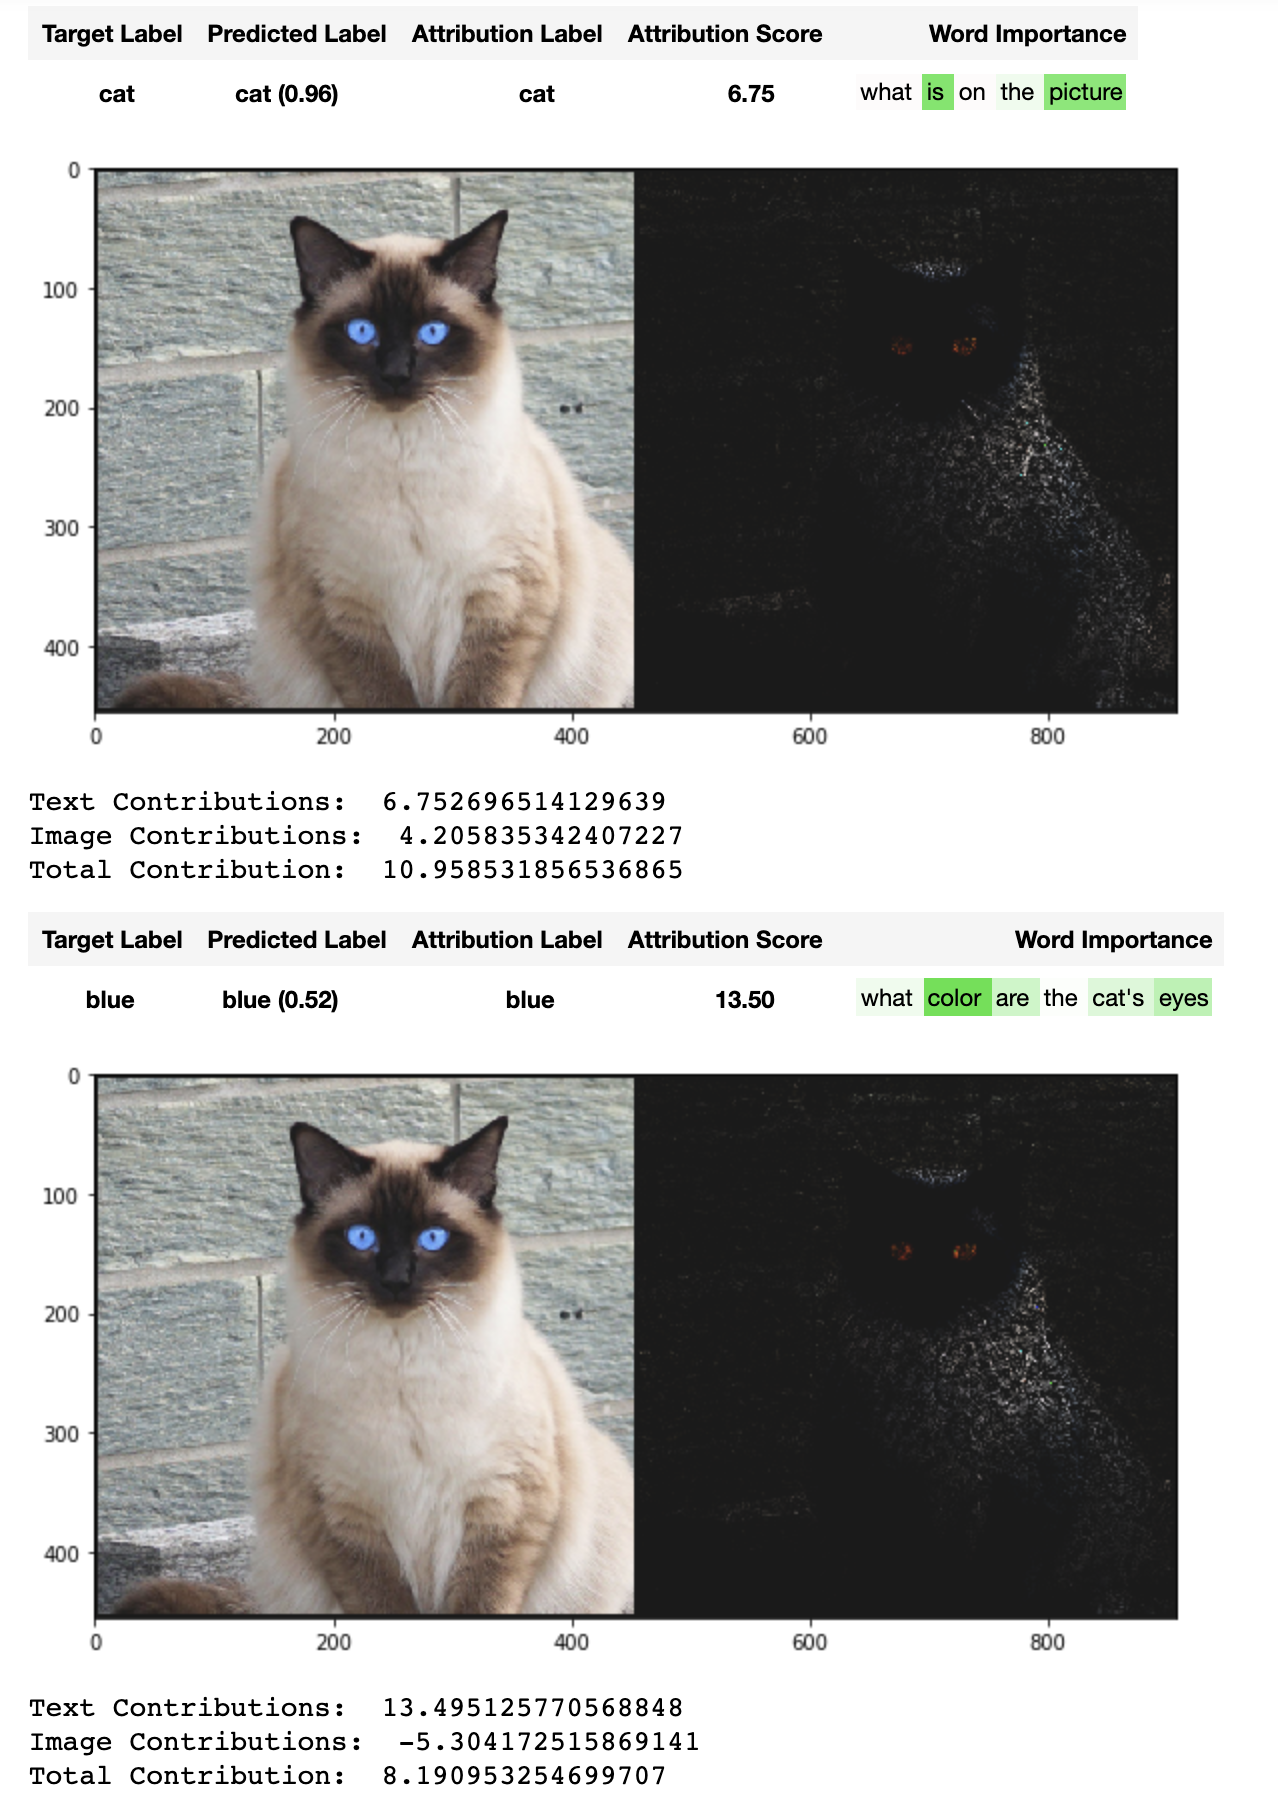 Target Label Predicted Label Attribution Label Attribution Score Word Importance
cat cat (0.96) cat 6.75 what is on the picture
0
100
200
300
400
0 200 400 600 800
Text Contributions: 6.752696514129639
Image Contributions: 4.205835342407227
Total Contribution: 10.958531856536865
Target Label Predicted Label Attribution Label Attribution Score Word Importance
blue blue (0.52) blue 13.50 what color are the cat's eyes
0
100
200
300
400
0 200 400 600 800
Text Contributions: 13.495125770568848
Image Contributions: -5.304172515869141
Total Contribution: 8.190953254699707